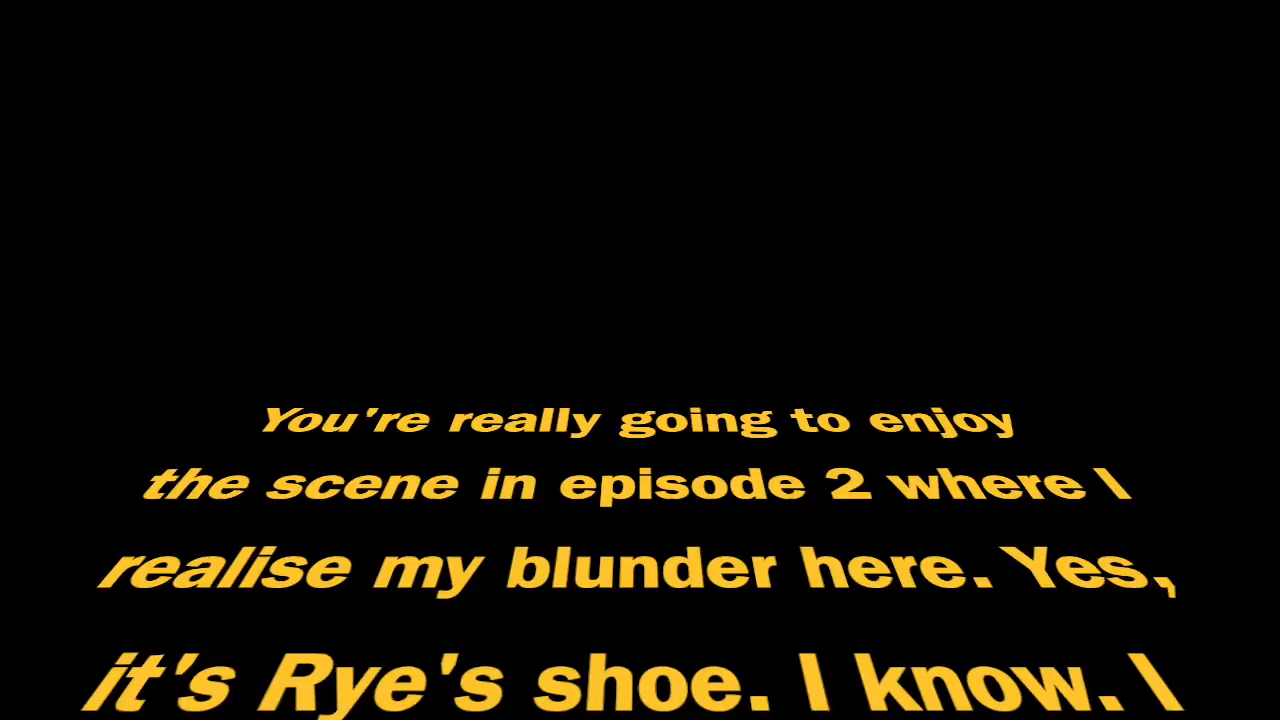 You're really going to enjoy
the scene in episode 2 where I
realise my blunder here. Yes,
it's Rye's shoe. I know. I